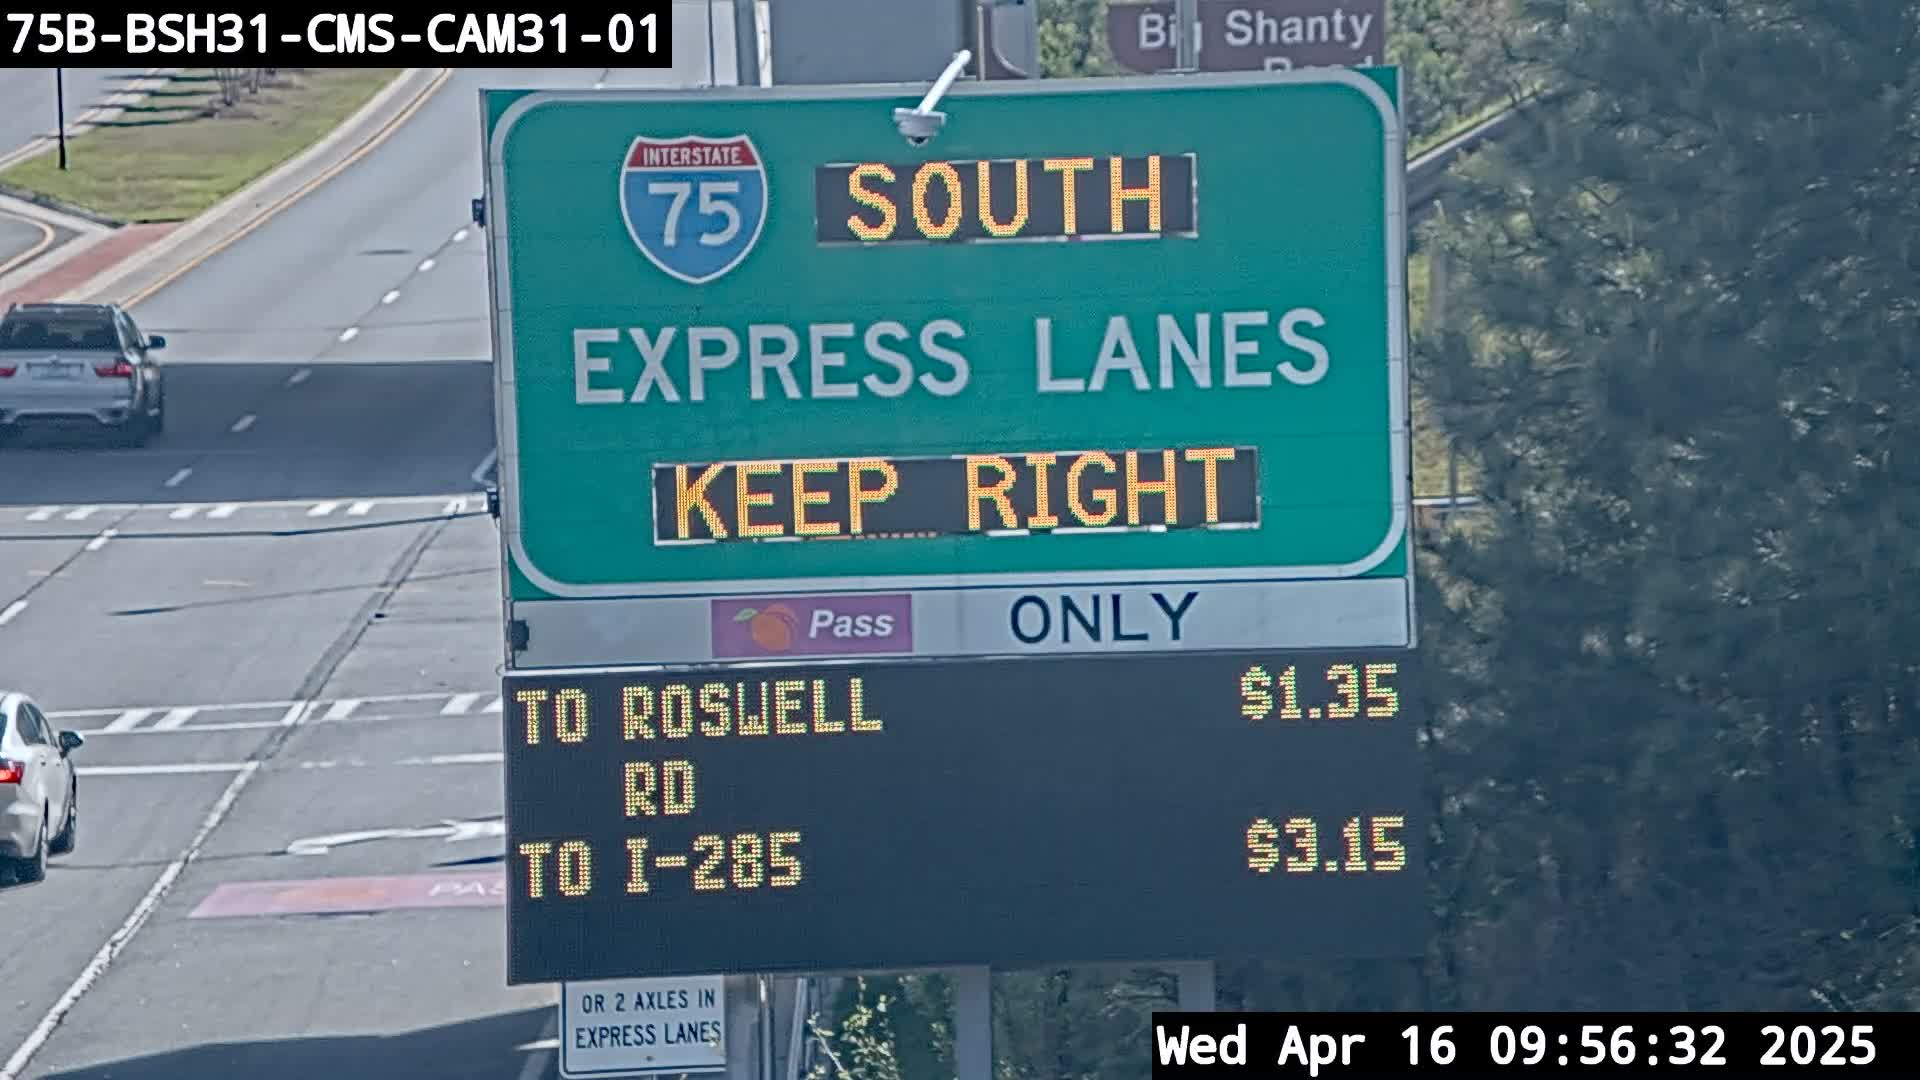 75B-BSH31-CMS-CAM31-01
Big Shanty
Road
INTERSTATE
75
SOUTH
EXPRESS LANES
KEEP RIGHT
Pass
ONLY
TO ROSWELL $1.35
RD
TO I-285 $3.15
PAS
OR 2 AXLES IN
EXPRESS LANES
Wed Apr 16 09:56:32 2025